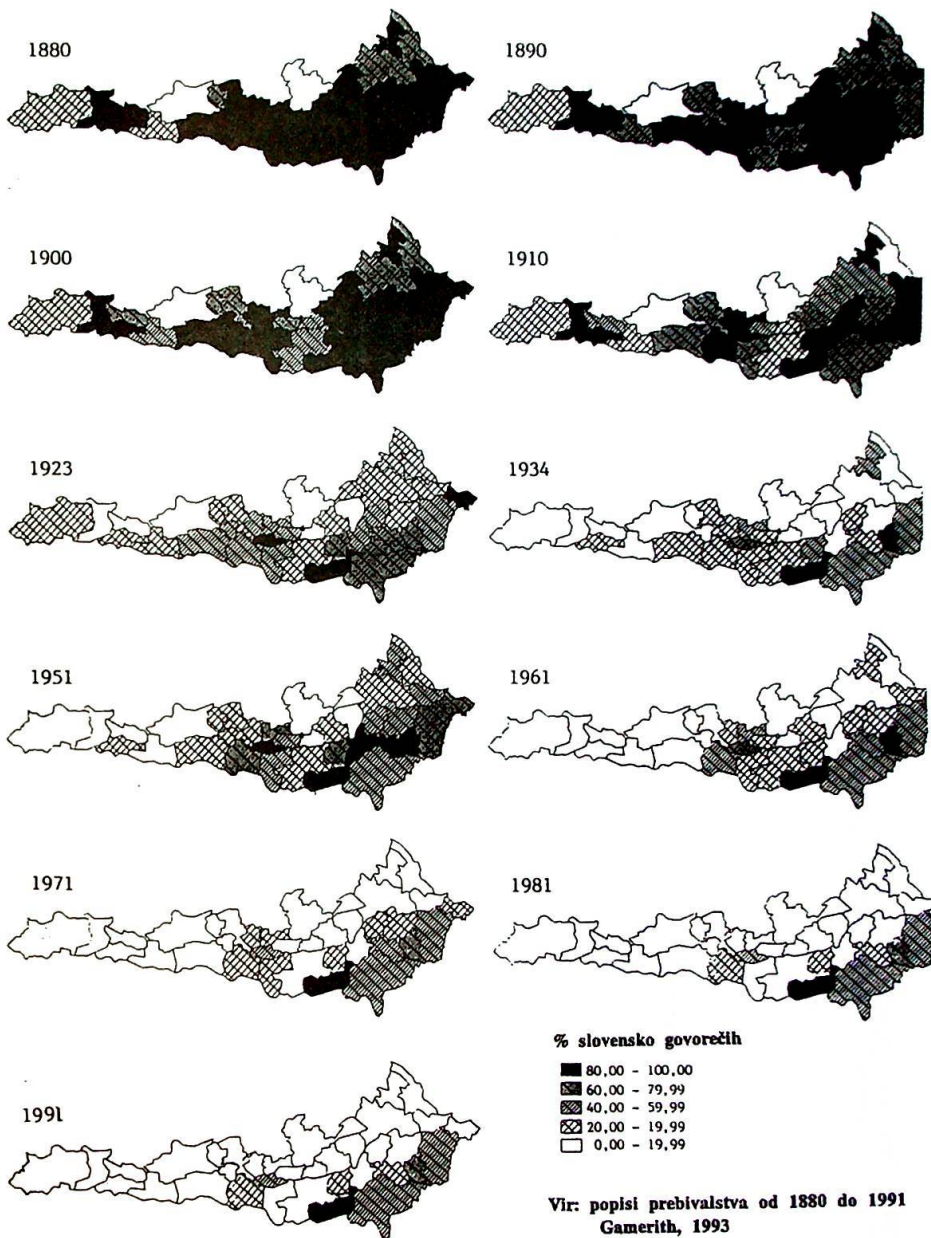 1880
1890
1900
1910
1923
1934
1951
1961
1971
1981
1991
% slovensko govorečih
80,00 - 100,00
60,00 - 79,99
40,00 - 59,99
20,00 - 19,99
0,00 - 19,99
Vir: popisi prebivalstva od 1880 do 1991
Gamerith, 1993